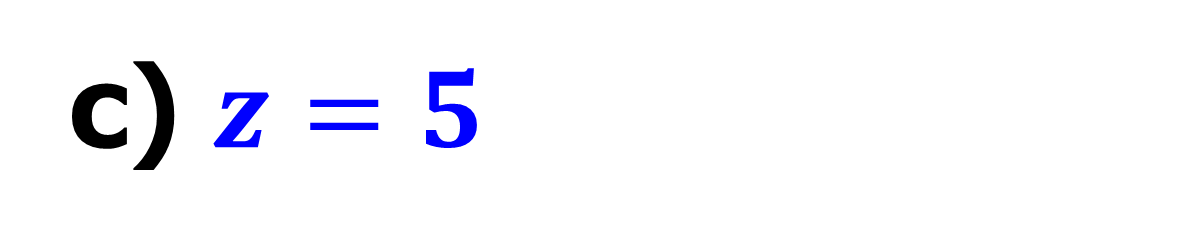 c) z = 5